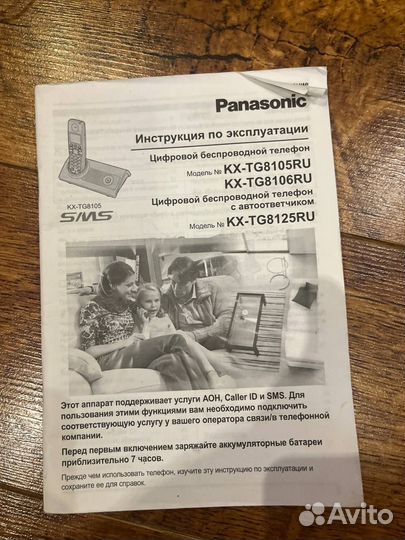 Panasonic
Инструкция по эксплуатации
Цифровой беспроводной телефон
Модель № KX-TG8105RU
KX-TG8106RU
Цифровой беспроводной телефон
с автоответчиком
Модель № KX-TG8125RU
KX-TG8105
SMS
Этот аппарат поддерживает услуги АОН, Caller ID и SMS. Для
пользования этими функциями вам необходимо подключить
соответствующую услугу у вашего оператора связи/в телефонной
компании.
Перед первым включением заряжайте аккумуляторные батареи
приблизительно 7 часов.
Прежде чем использовать телефон, изучите эту инструкцию по эксплуатации и
сохраните ее для справок.
Avito